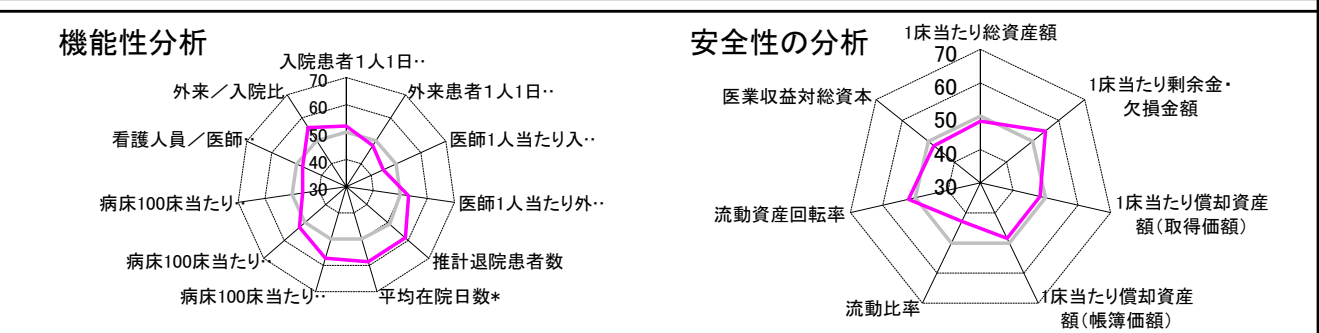 機能性分析
入院患者1人1日‥
外来患者1人1日‥
医師1人当たり入‥
医師1人当たり外‥
推計退院患者数
平均在院日数*
病床100床当たり‥
病床100床当たり‥
病床100床当たり‥
看護人員／医師‥
外来／入院比
70
60
50
40
30
安全性の分析
1床当たり総資産額
1床当たり剰余金・
欠損金額
1床当たり償却資産
額(取得価額)
1床当たり償却資産
額(帳簿価額)
流動比率
流動資産回転率
医業収益対総資本
70
60
50
40
30